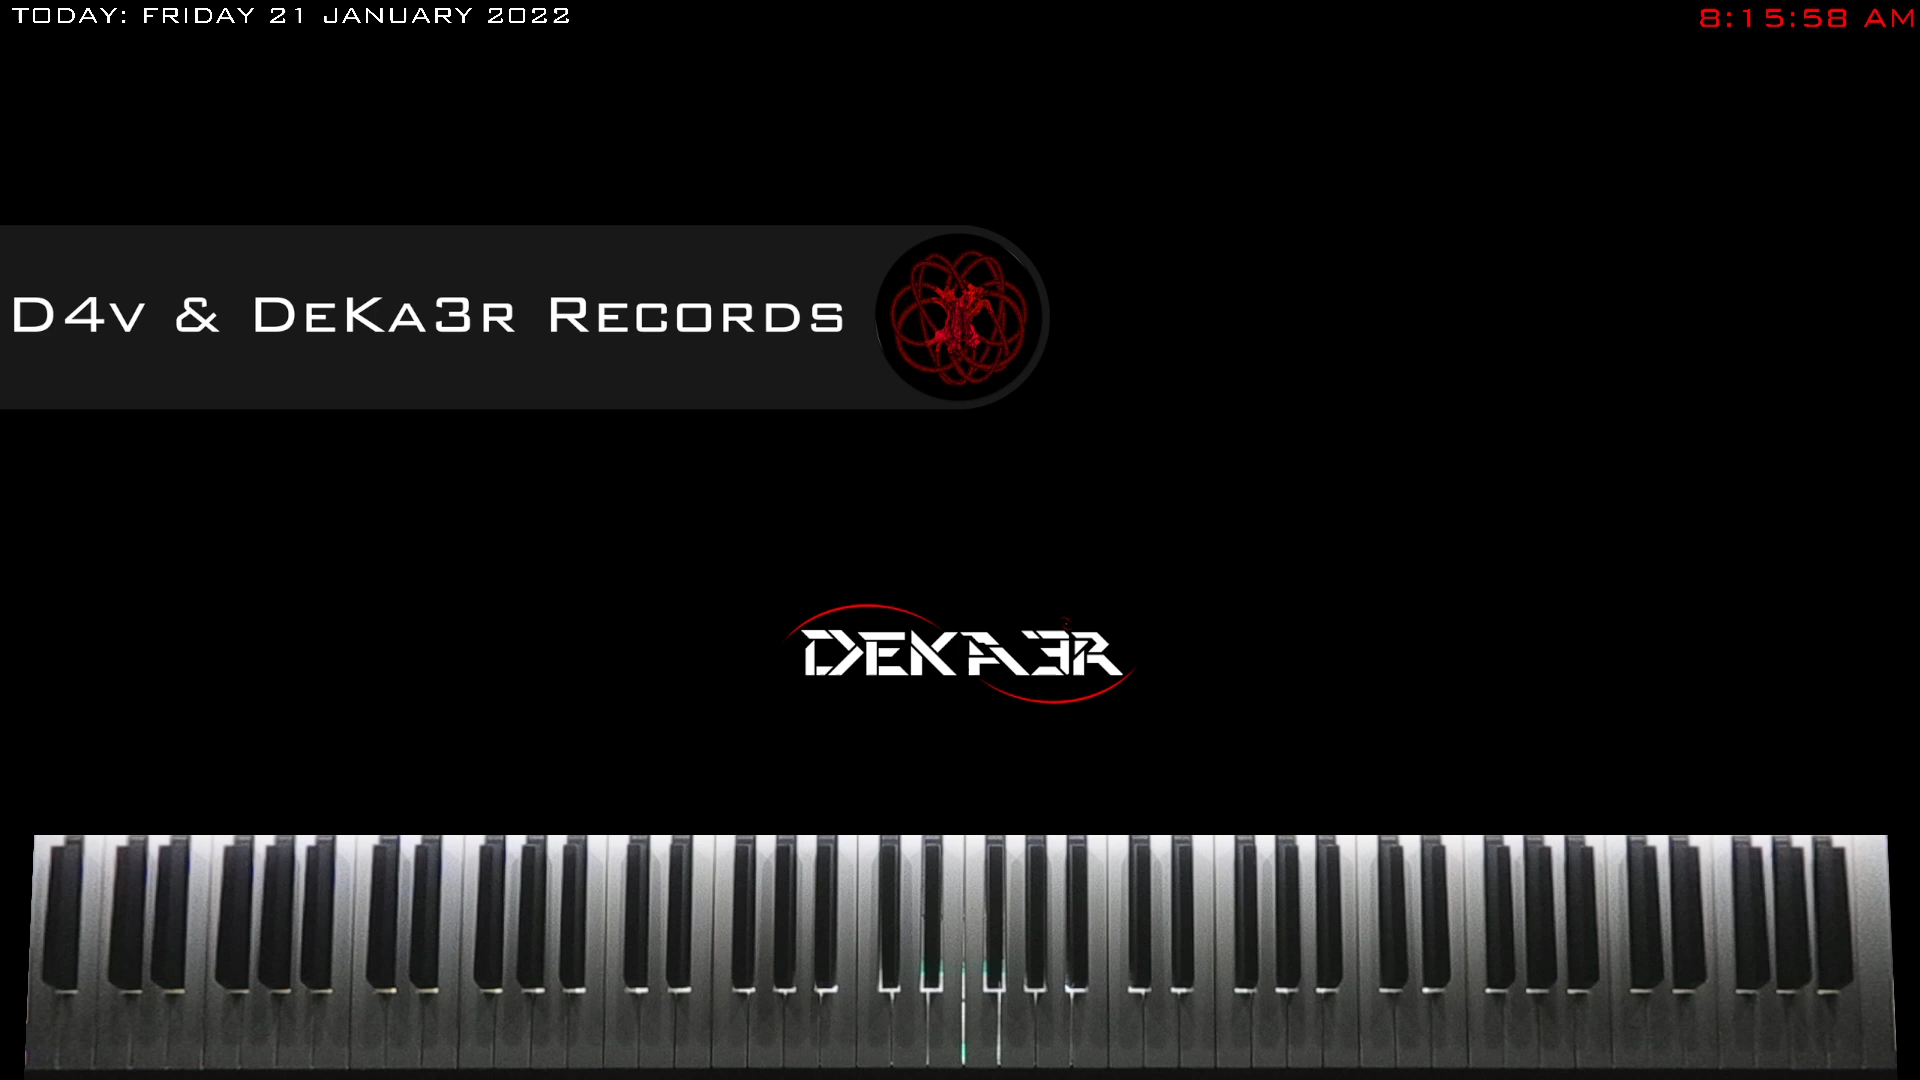 TODAY: FRIDAY 21 JANUARY 2022
8:15:58 AM
D4v & DeKa3r Records
DEKA3R